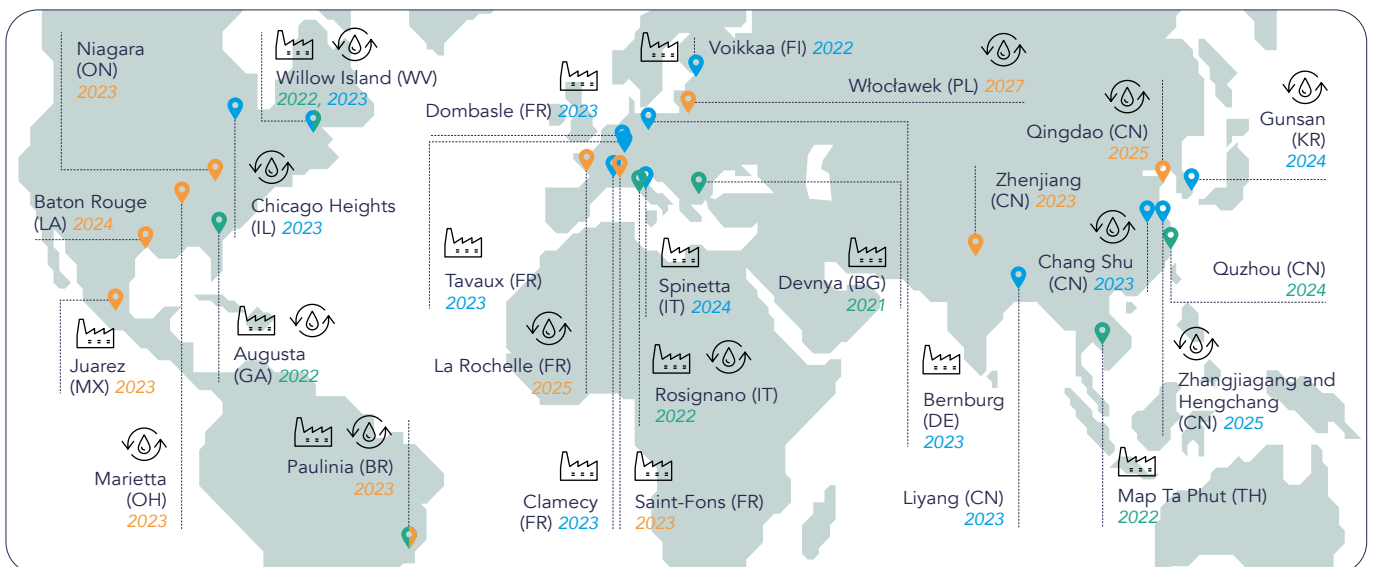 Niagara
(ON)
2023
Willow Island (WV)
2022, 2023
Baton Rouge
(LA) 2024
Chicago Heights
(IL) 2023
Juarez
(MX) 2023
Augusta
(GA) 2022
Marietta
(OH)
2023
Paulinia (BR)
2023
Voikkaa (FI) 2022
Dombasle (FR) 2023
Włocławek (PL) 2027
Tavaux (FR)
2023
Spinetta
(IT) 2024
Devnya (BG)
2021
La Rochelle (FR)
2025
Rosignano (IT)
2022
Bernburg
(DE)
2023
Clamecy
(FR) 2023
Saint-Fons (FR)
2023
Qingdao (CN)
2025
Gunsan
(KR)
2024
Zhenjiang
(CN) 2023
Chang Shu
(CN) 2023
Quzhou (CN)
2024
Zhangjiagang and
Hengchang
(CN) 2025
Liyang (CN)
2023
Map Ta Phut (TH)
2022